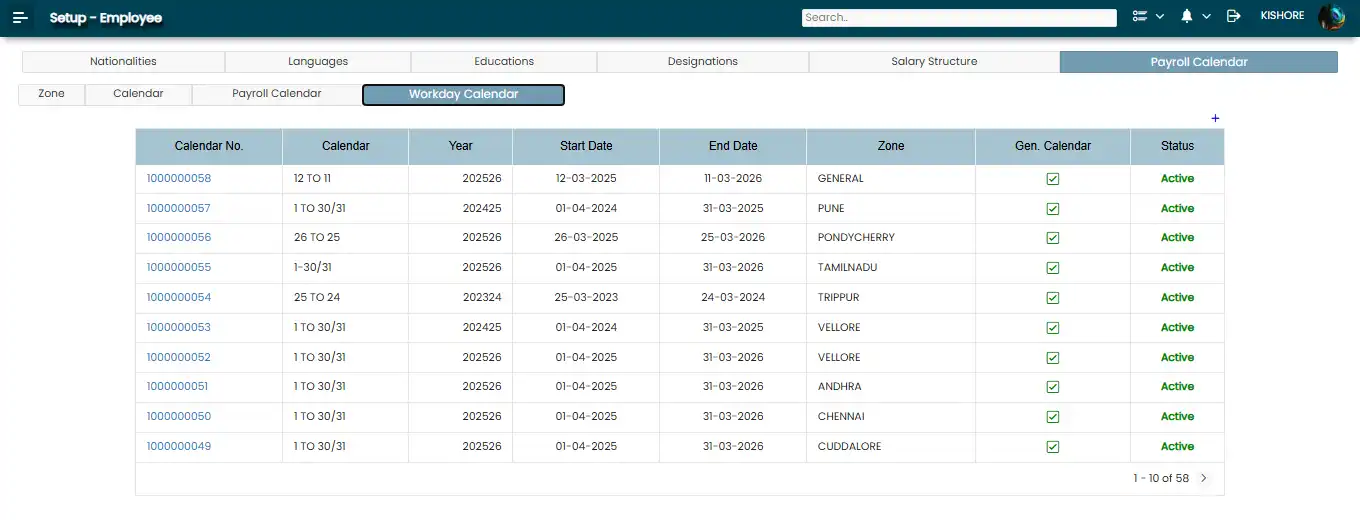 Setup - Employee Search.. KISHORE
Nationalities Languages Educations Designations Salary Structure Payroll Calendar
Zone Calendar Payroll Calendar Workday Calendar
+
Calendar No. Calendar Year Start Date End Date Zone Gen. Calendar Status
1000000058 12 TO 11 202526 12-03-2025 11-03-2026 GENERAL Active
1000000057 1 TO 30/31 202425 01-04-2024 31-03-2025 PUNE Active
1000000056 26 TO 25 202526 26-03-2025 25-03-2026 PONDYCHERRY Active
1000000055 1-30/31 202526 01-04-2025 31-03-2026 TAMILNADU Active
1000000054 25 TO 24 202324 25-03-2023 24-03-2024 TRIPPUR Active
1000000053 1 TO 30/31 202425 01-04-2024 31-03-2025 VELLORE Active
1000000052 1 TO 30/31 202526 01-04-2025 31-03-2026 VELLORE Active
1000000051 1 TO 30/31 202526 01-04-2025 31-03-2026 ANDHRA Active
1000000050 1 TO 30/31 202526 01-04-2025 31-03-2026 CHENNAI Active
1000000049 1 TO 30/31 202526 01-04-2025 31-03-2026 CUDDALORE Active
1 - 10 of 58 >